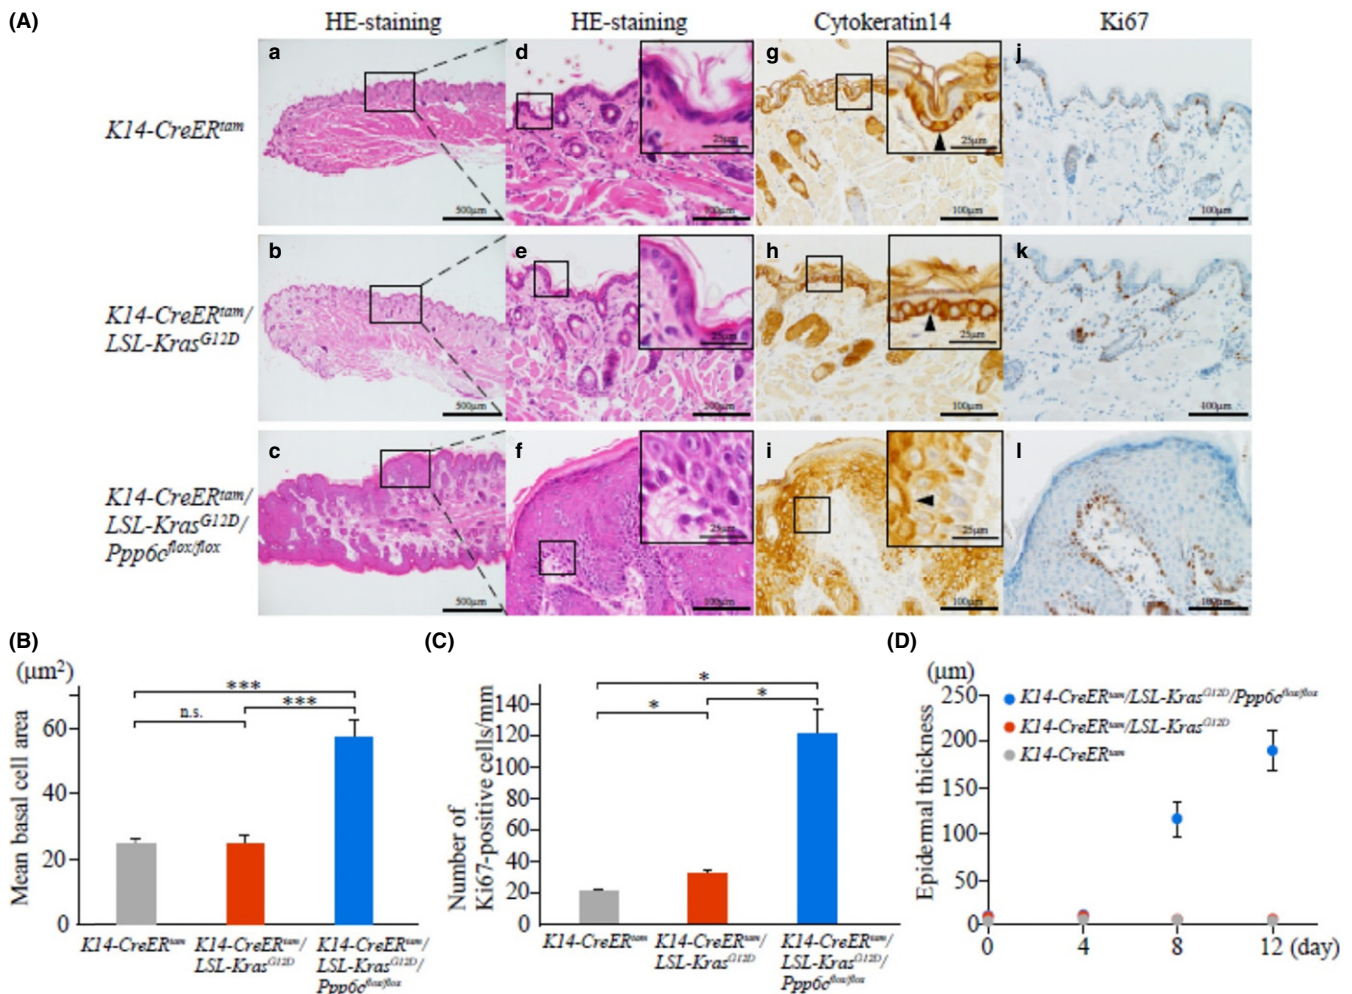 (A)
HE-staining HE-staining Cytokeratin14 Ki67
K14-CreERtam
a
500μm
d
25μm
g
25μm
100μm
j
100μm
K14-CreERtam/
LSL-KrasG12D
b
500μm
e
25μm
h
25μm
100μm
k
100μm
K14-CreERtam/
LSL-KrasG12D/
Ppp6cflox/flox
c
500μm
f
25μm
100μm
i
25μm
100μm
l
100μm
(B)
(μm2)
Mean basal cell area
60
40
20
0
***
***
n.s.
K14-CreERtam
K14-CreERtam/
LSL-KrasG12D
K14-CreERtam/
LSL-KrasG12D/
Ppp6cflox/flox
(C)
Number of
Ki67-positive cells/mm
140
120
100
80
60
40
20
0
*
*
*
K14-CreERtam
K14-CreERtam/
LSL-KrasG12D
K14-CreERtam/
LSL-KrasG12D/
Ppp6cflox/flox
(D)
(μm)
Epidermal thickness
250
200
150
100
50
0
K14-CreERtam/LSL-KrasG12D/Ppp6cflox/flox
K14-CreERtam/LSL-KrasG12D
K14-CreERtam
0 4 8 12 (day)